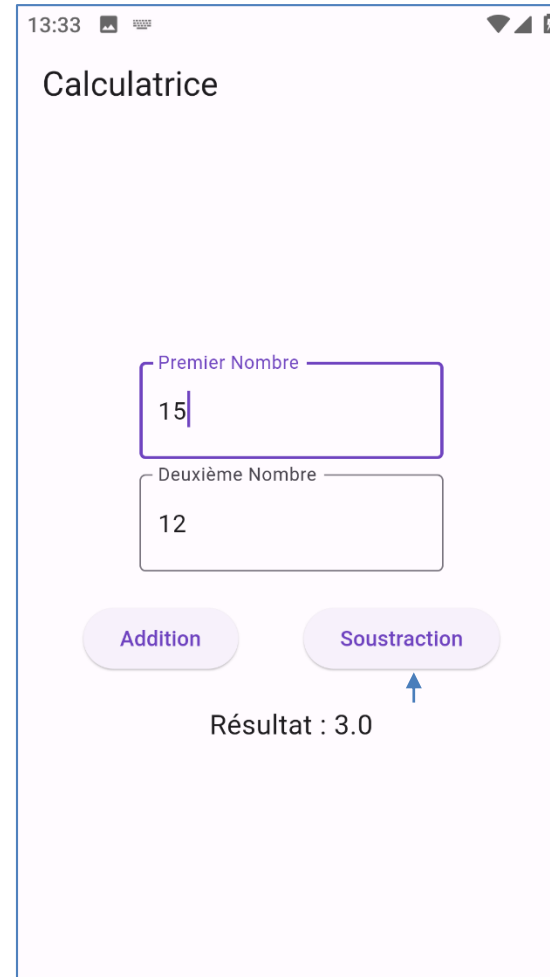 13:33
Calculatrice
Premier Nombre
15
Deuxième Nombre
12
Addition Soustraction
Résultat : 3.0